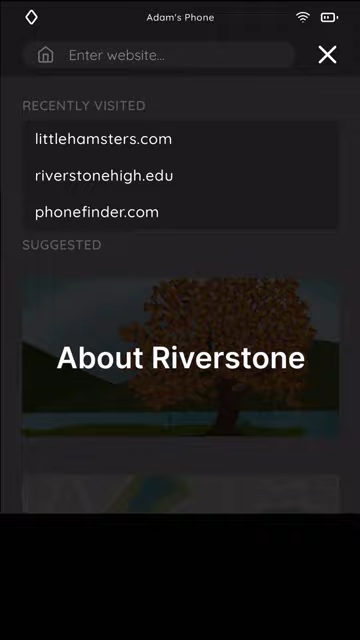 Adam's Phone
Enter website...
RECENTLY VISITED
littlehamsters.com
riverstonehigh.edu
phonefinder.com
SUGGESTED
About Riverstone